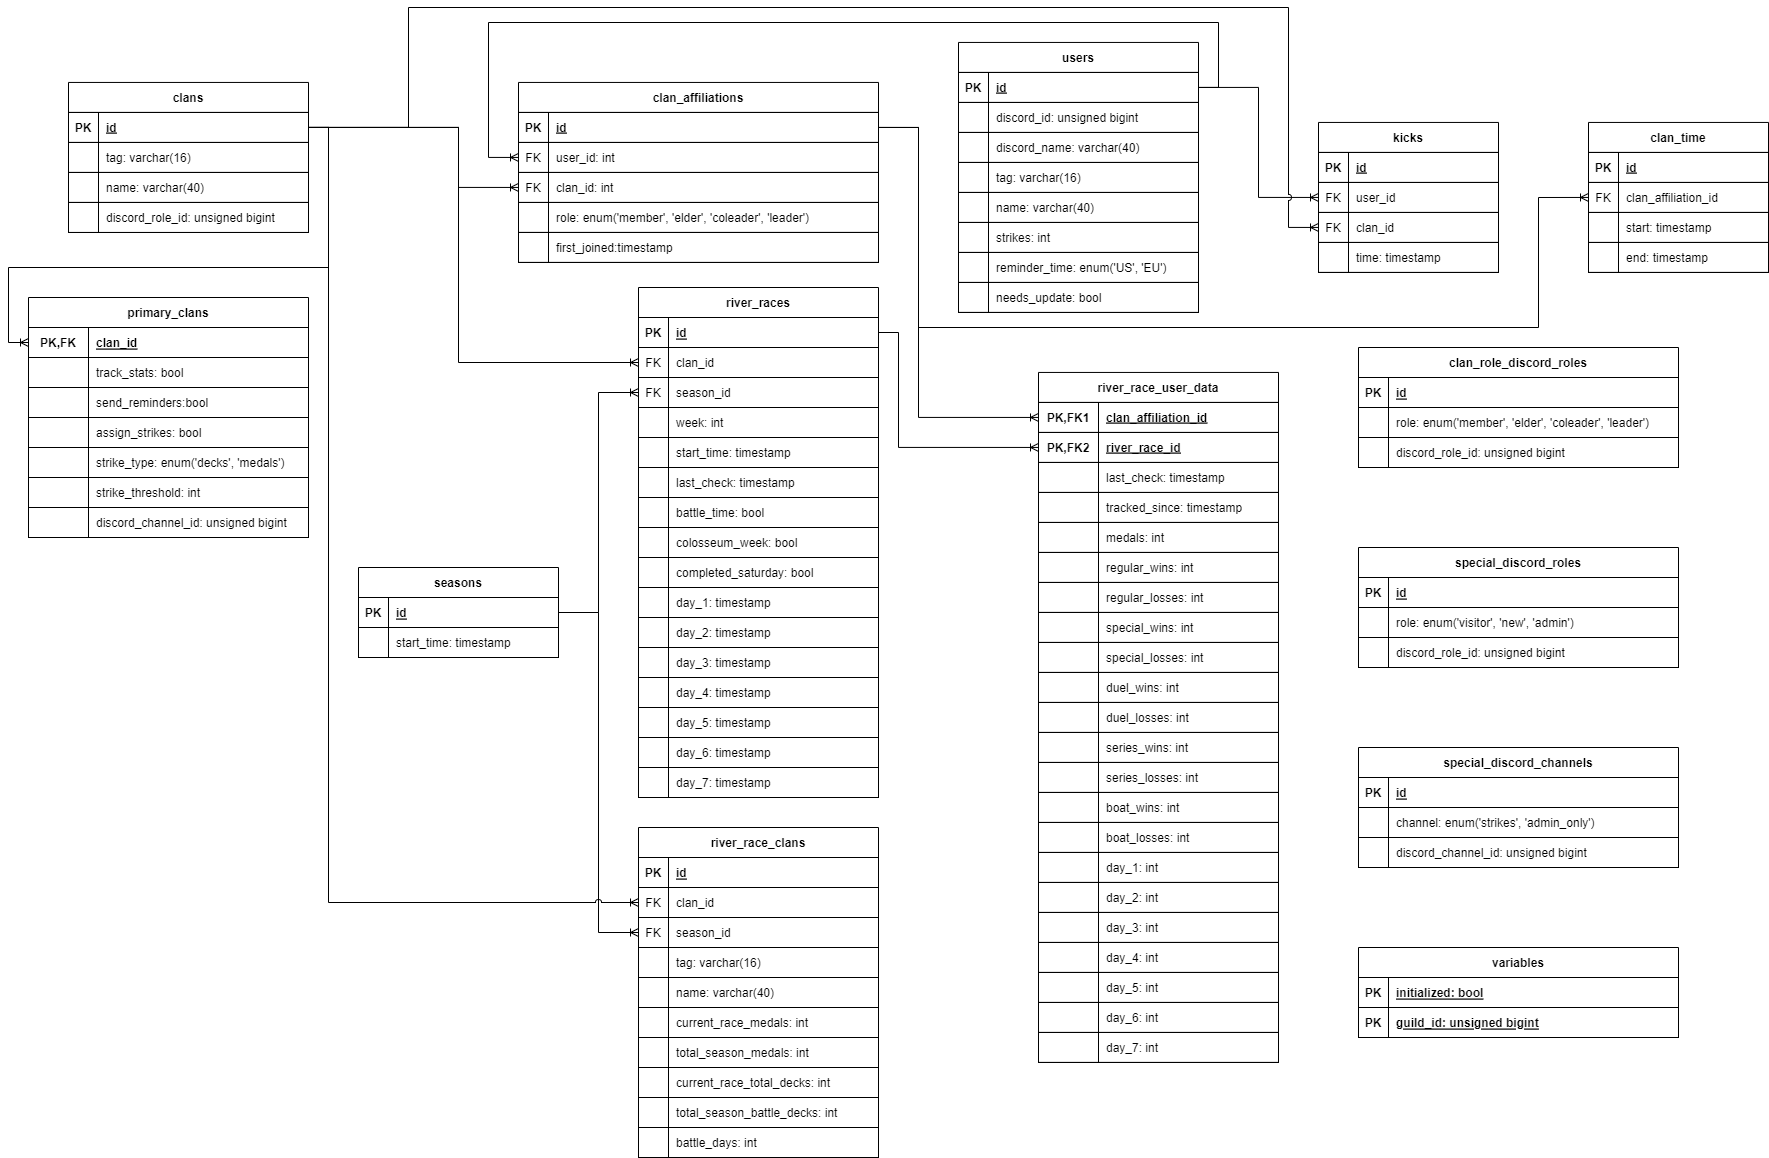 clans
PK id
tag: varchar(16)
name: varchar(40)
discord_role_id: unsigned bigint
clan_affiliations
PK id
FK user_id: int
FK clan_id: int
role: enum('member', 'elder', 'coleader', 'leader')
first_joined:timestamp
users
PK id
discord_id: unsigned bigint
discord_name: varchar(40)
tag: varchar(16)
name: varchar(40)
strikes: int
reminder_time: enum('US', 'EU')
needs_update: bool
kicks
PK id
FK user_id
FK clan_id
time: timestamp
clan_time
PK id
FK clan_affiliation_id
start: timestamp
end: timestamp
primary_clans
PK,FK clan_id
track_stats: bool
send_reminders:bool
assign_strikes: bool
strike_type: enum('decks', 'medals')
strike_threshold: int
discord_channel_id: unsigned bigint
river_races
PK id
FK clan_id
FK season_id
week: int
start_time: timestamp
last_check: timestamp
battle_time: bool
colosseum_week: bool
completed_saturday: bool
day_1: timestamp
day_2: timestamp
day_3: timestamp
day_4: timestamp
day_5: timestamp
day_6: timestamp
day_7: timestamp
seasons
PK id
start_time: timestamp
river_race_clans
PK id
FK clan_id
FK season_id
tag: varchar(16)
name: varchar(40)
current_race_medals: int
total_season_medals: int
current_race_total_decks: int
total_season_battle_decks: int
battle_days: int
river_race_user_data
PK,FK1 clan_affiliation_id
PK,FK2 river_race_id
last_check: timestamp
tracked_since: timestamp
medals: int
regular_wins: int
regular_losses: int
special_wins: int
special_losses: int
duel_wins: int
duel_losses: int
series_wins: int
series_losses: int
boat_wins: int
boat_losses: int
day_1: int
day_2: int
day_3: int
day_4: int
day_5: int
day_6: int
day_7: int
clan_role_discord_roles
PK id
role: enum('member', 'elder', 'coleader', 'leader')
discord_role_id: unsigned bigint
special_discord_roles
PK id
role: enum('visitor', 'new', 'admin')
discord_role_id: unsigned bigint
special_discord_channels
PK id
channel: enum('strikes', 'admin_only')
discord_channel_id: unsigned bigint
variables
PK initialized: bool
PK guild_id: unsigned bigint